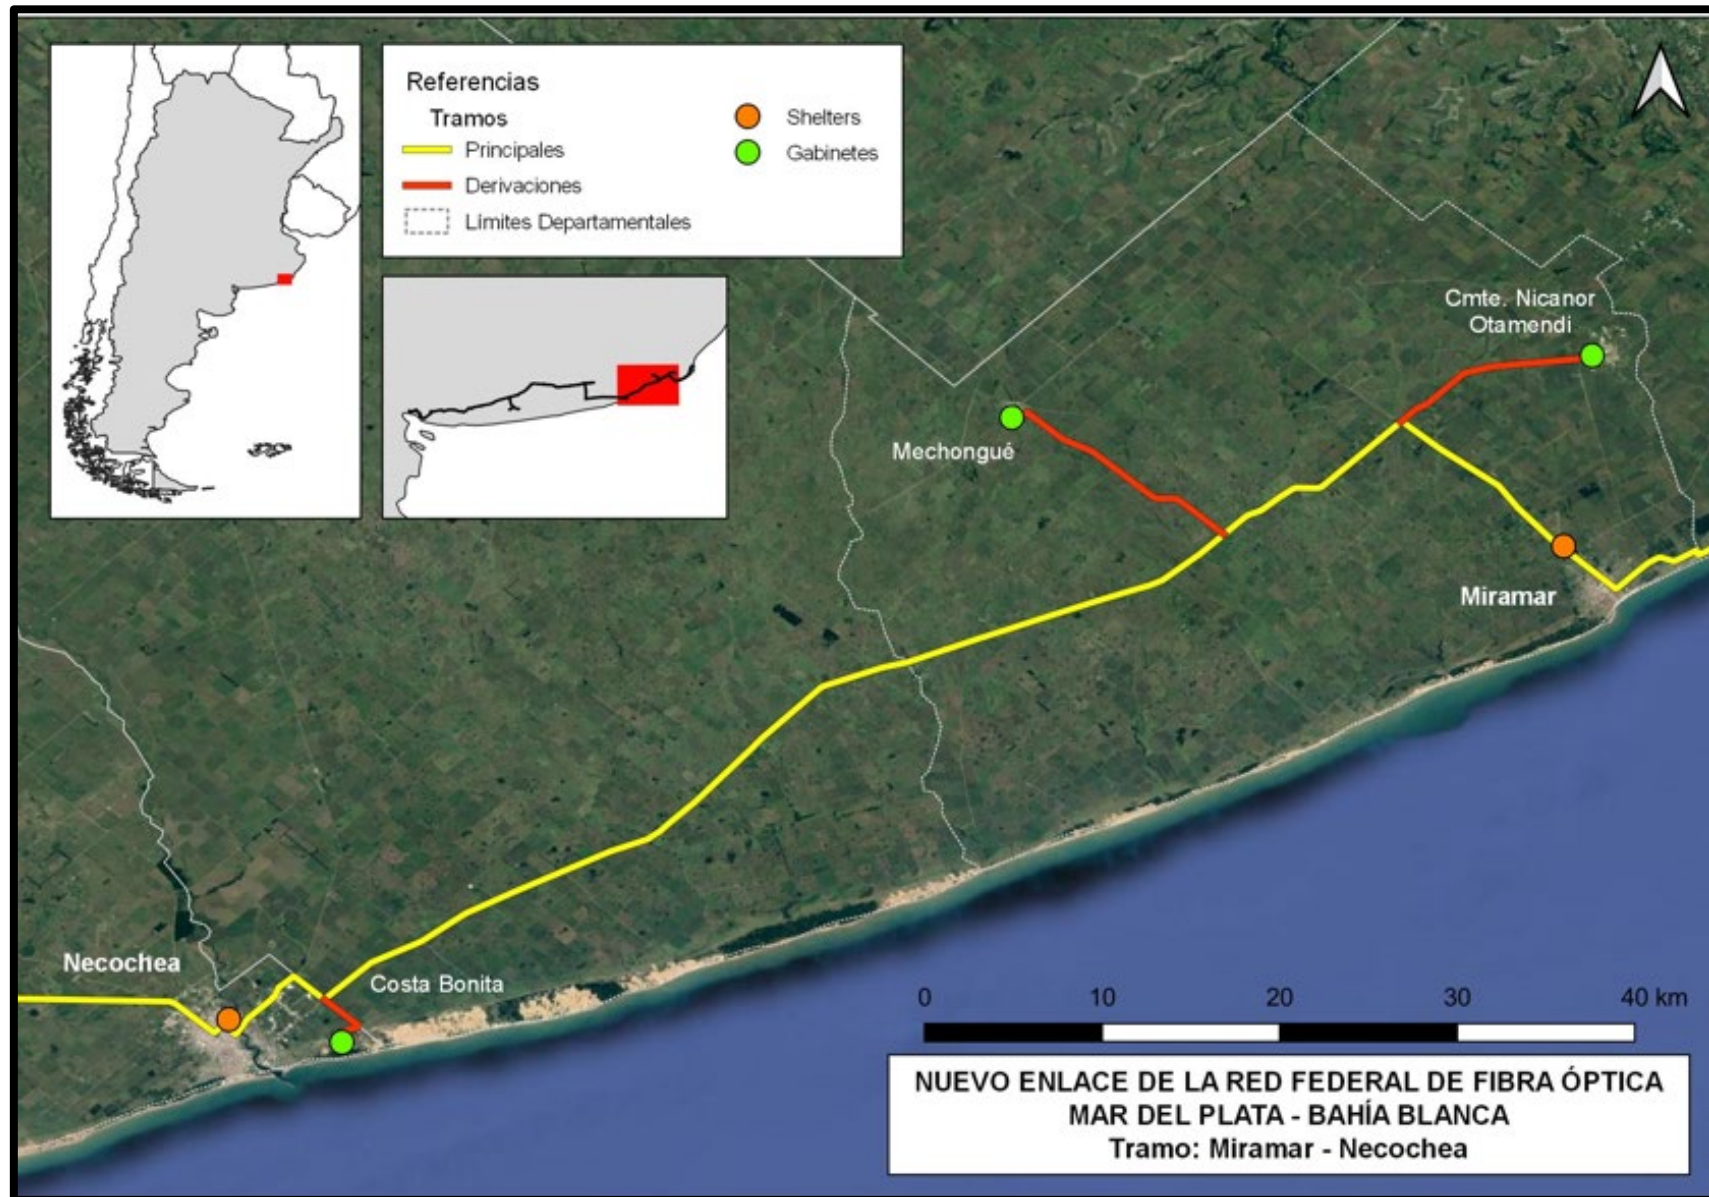 Referencias
Tramos
Principales
Derivaciones
Límites Departamentales
Shelters
Gabinetes
Cmte. Nicanor
Otamendi
Mechongué
Miramar
Necochea
Costa Bonita
0 10 20 30 40 km
NUEVO ENLACE DE LA RED FEDERAL DE FIBRA ÓPTICA
MAR DEL PLATA - BAHÍA BLANCA
Tramo: Miramar - Necochea